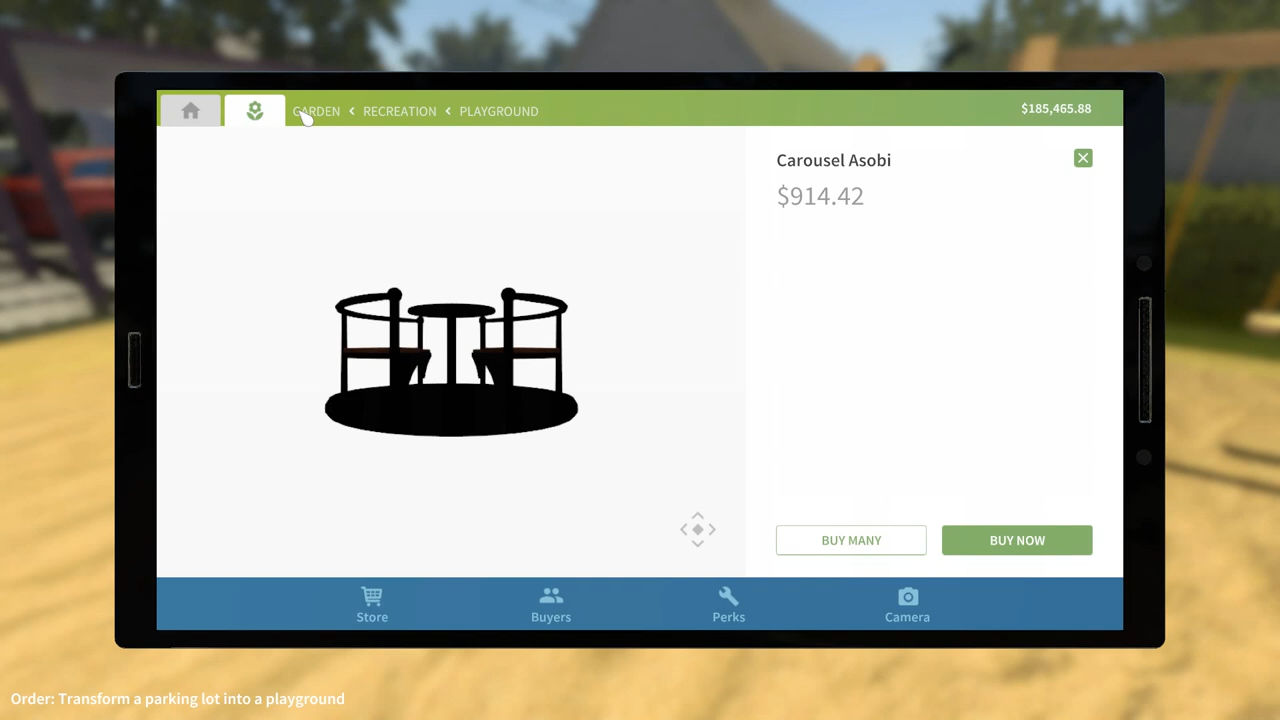 GARDEN < RECREATION < PLAYGROUND
$185,465.88
Carousel Asobi
$914.42
BUY MANY
BUY NOW
Store
Buyers
Perks
Camera
Order: Transform a parking lot into a playground